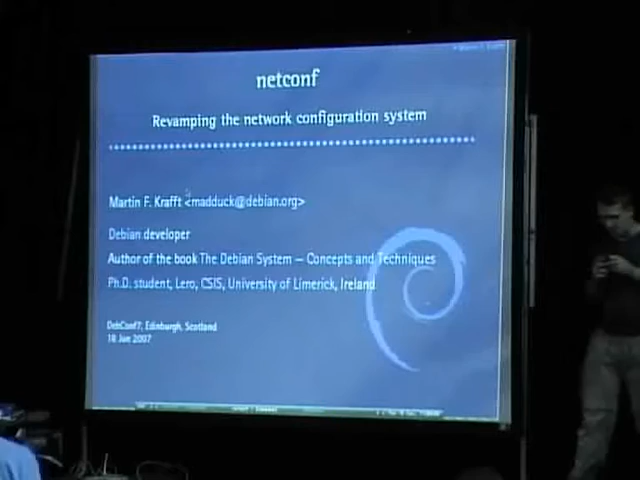 netconf
Revamping the network configuration system
Martin F. Krafft <madduck@debian.org>
Debian developer
Author of the book The Debian System — Concepts and Techniques
Ph.D. student, Lero, CSIS, University of Limerick, Ireland
DebConf7, Edinburgh, Scotland
18 Jun 2007